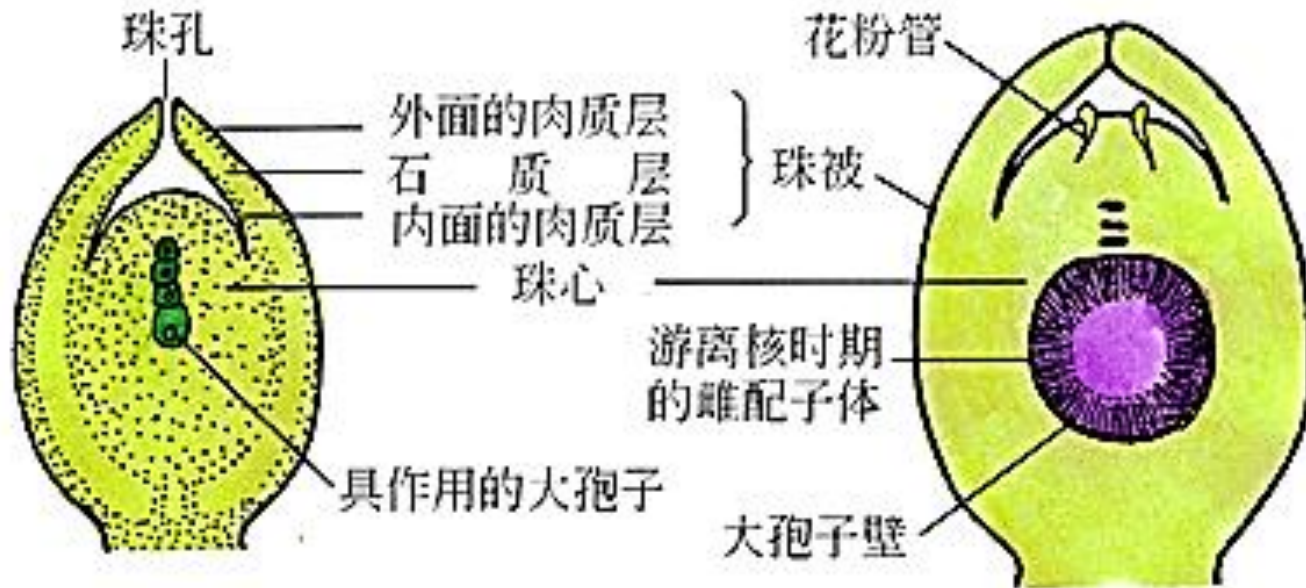 珠孔
花粉管
外面的肉质层
石 质 层
内面的肉质层
珠被
珠心
游离核时期
的雌配子体
具作用的大孢子
大孢子壁